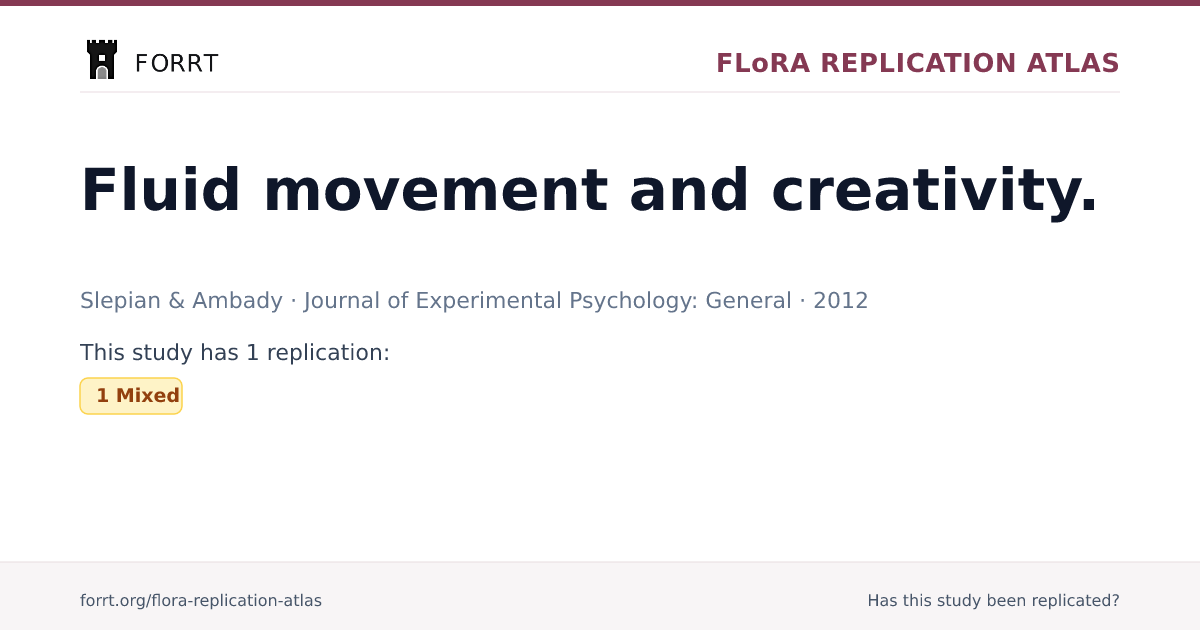 FORRT
FLoRA REPLICATION ATLAS
Fluid movement and creativity.
Slepian & Ambady · Journal of Experimental Psychology: General · 2012
This study has 1 replication:
1 Mixed
forrt.org/flora-replication-atlas
Has this study been replicated?